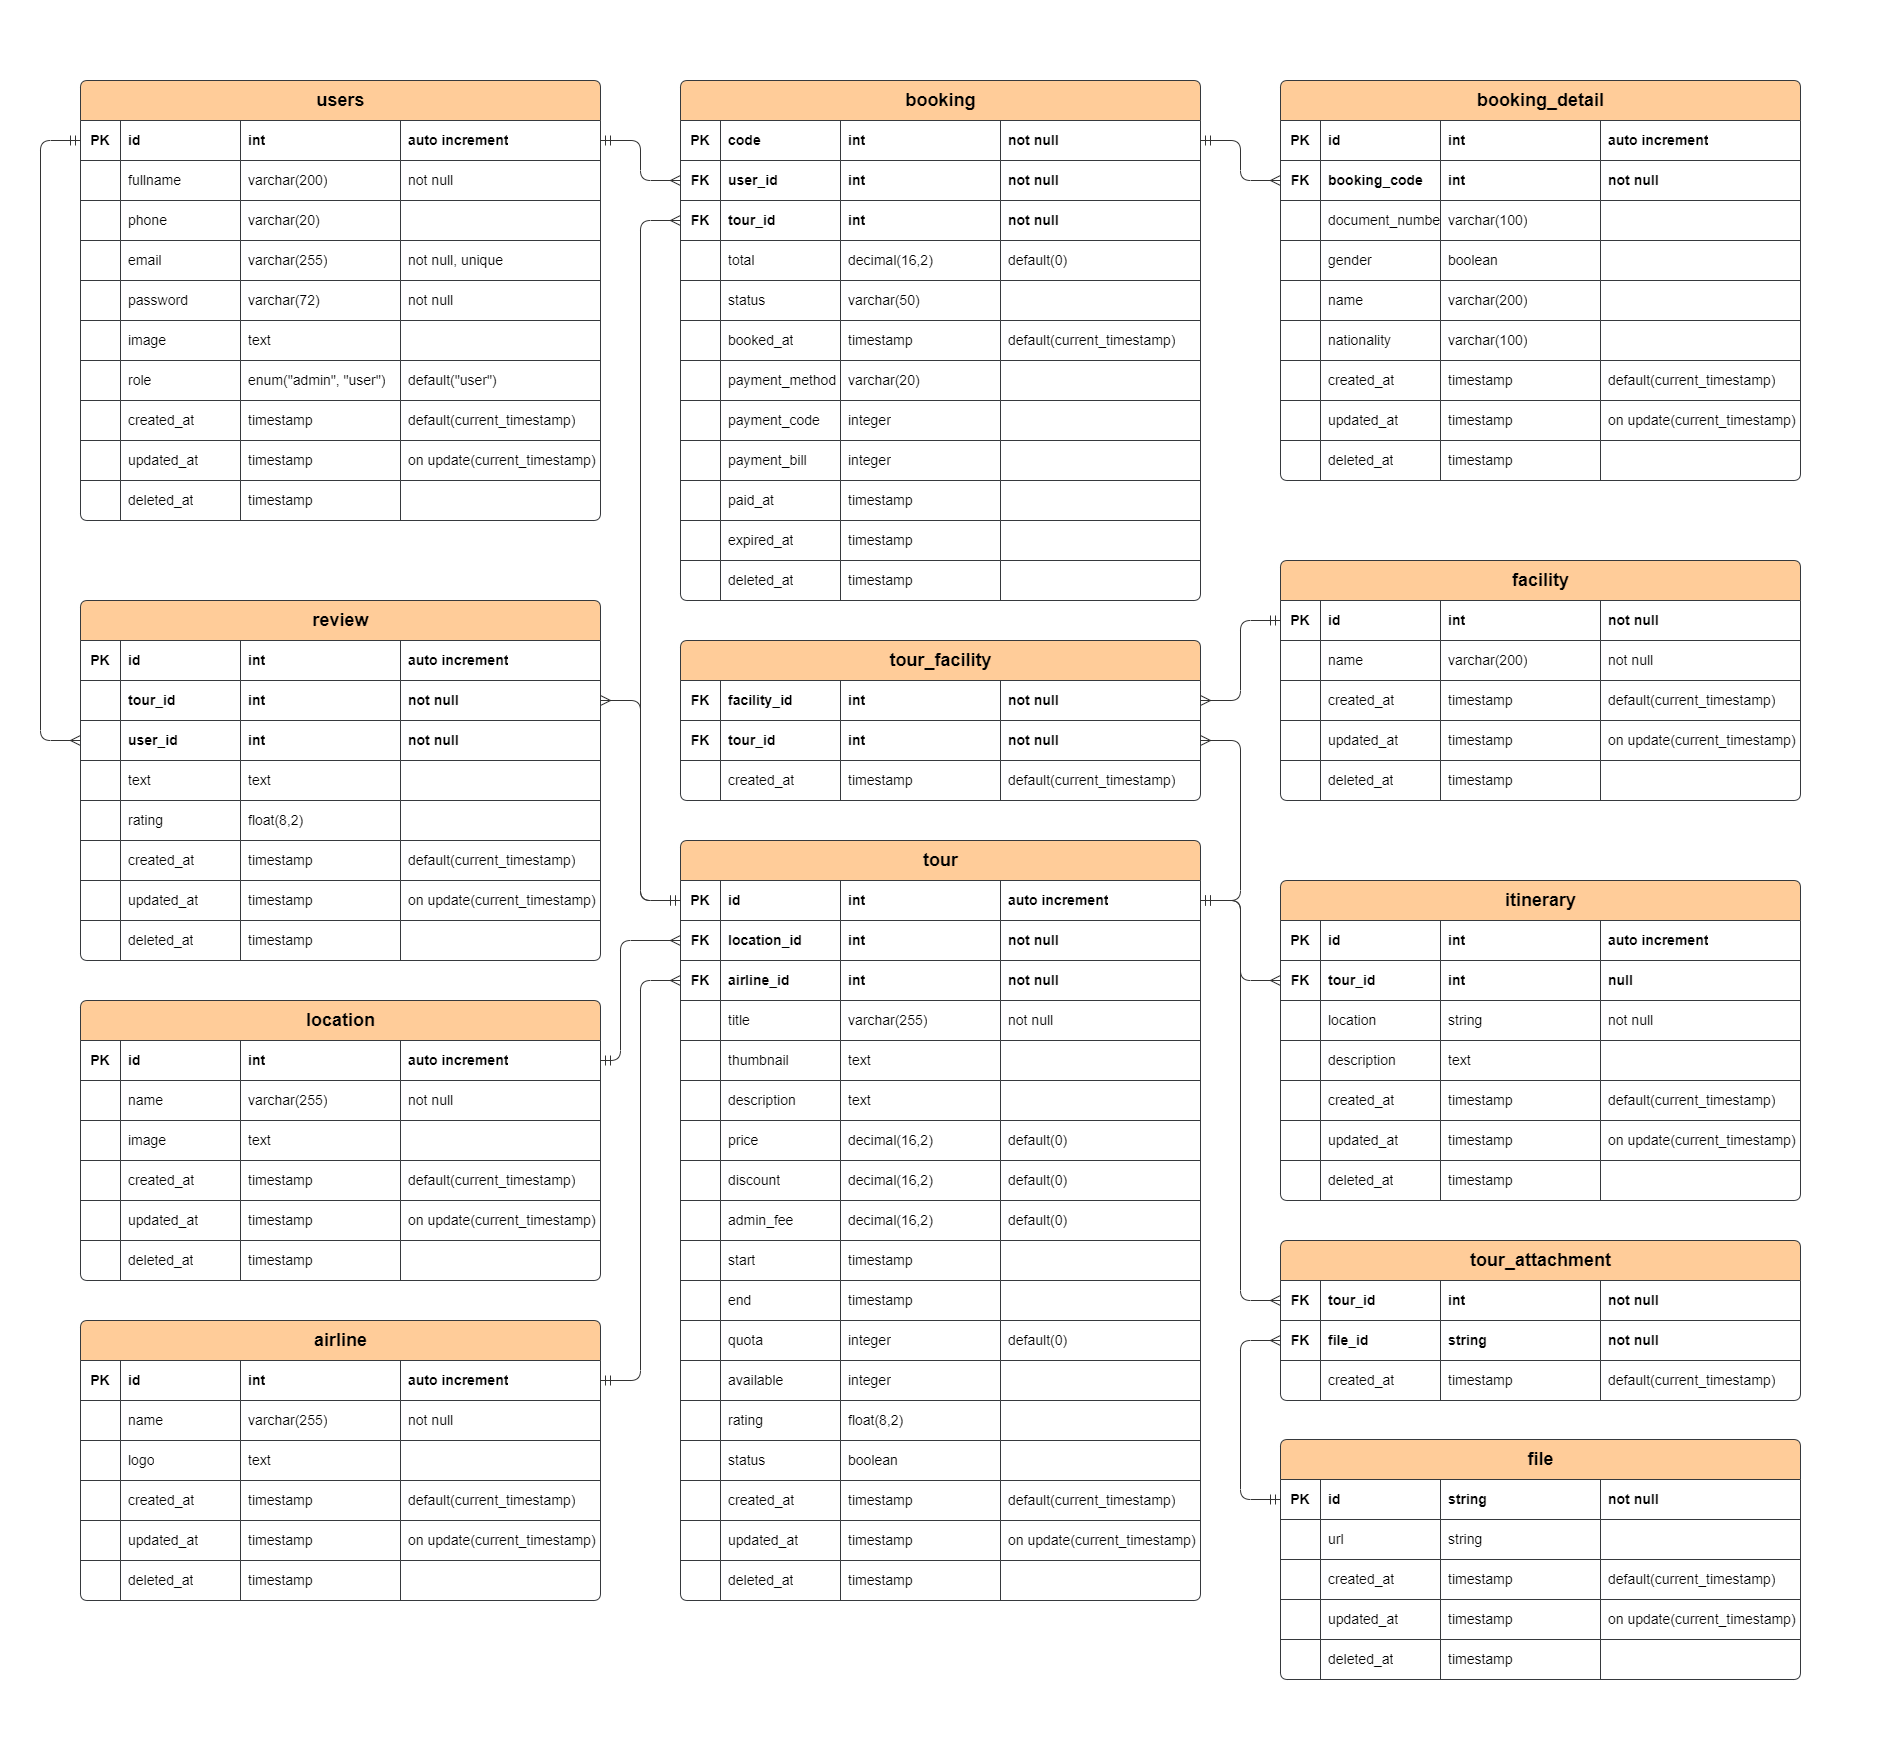 users
PK id int auto increment
fullname varchar(200) not null
phone varchar(20)
email varchar(255) not null, unique
password varchar(72) not null
image text
role enum("admin", "user") default("user")
created_at timestamp default(current_timestamp)
updated_at timestamp on update(current_timestamp)
deleted_at timestamp
booking
PK code int not null
FK user_id int not null
FK tour_id int not null
total decimal(16,2) default(0)
status varchar(50)
booked_at timestamp default(current_timestamp)
payment_method varchar(20)
payment_code integer
payment_bill integer
paid_at timestamp
expired_at timestamp
deleted_at timestamp
booking_detail
PK id int auto increment
FK booking_code int not null
document_numbe varchar(100)
gender boolean
name varchar(200)
nationality varchar(100)
created_at timestamp default(current_timestamp)
updated_at timestamp on update(current_timestamp)
deleted_at timestamp
review
PK id int auto increment
tour_id int not null
user_id int not null
text text
rating float(8,2)
created_at timestamp default(current_timestamp)
updated_at timestamp on update(current_timestamp)
deleted_at timestamp
tour_facility
FK facility_id int not null
FK tour_id int not null
created_at timestamp default(current_timestamp)
facility
PK id int not null
name varchar(200) not null
created_at timestamp default(current_timestamp)
updated_at timestamp on update(current_timestamp)
deleted_at timestamp
location
PK id int auto increment
name varchar(255) not null
image text
created_at timestamp default(current_timestamp)
updated_at timestamp on update(current_timestamp)
deleted_at timestamp
airline
PK id int auto increment
name varchar(255) not null
logo text
created_at timestamp default(current_timestamp)
updated_at timestamp on update(current_timestamp)
deleted_at timestamp
tour
PK id int auto increment
FK location_id int not null
FK airline_id int not null
title varchar(255) not null
thumbnail text
description text
price decimal(16,2) default(0)
discount decimal(16,2) default(0)
admin_fee decimal(16,2) default(0)
start timestamp
end timestamp
quota integer default(0)
available integer
rating float(8,2)
status boolean
created_at timestamp default(current_timestamp)
updated_at timestamp on update(current_timestamp)
deleted_at timestamp
itinerary
PK id int auto increment
FK tour_id int null
location string not null
description text
created_at timestamp default(current_timestamp)
updated_at timestamp on update(current_timestamp)
deleted_at timestamp
tour_attachment
FK tour_id int not null
FK file_id string not null
created_at timestamp default(current_timestamp)
file
PK id string not null
url string
created_at timestamp default(current_timestamp)
updated_at timestamp on update(current_timestamp)
deleted_at timestamp